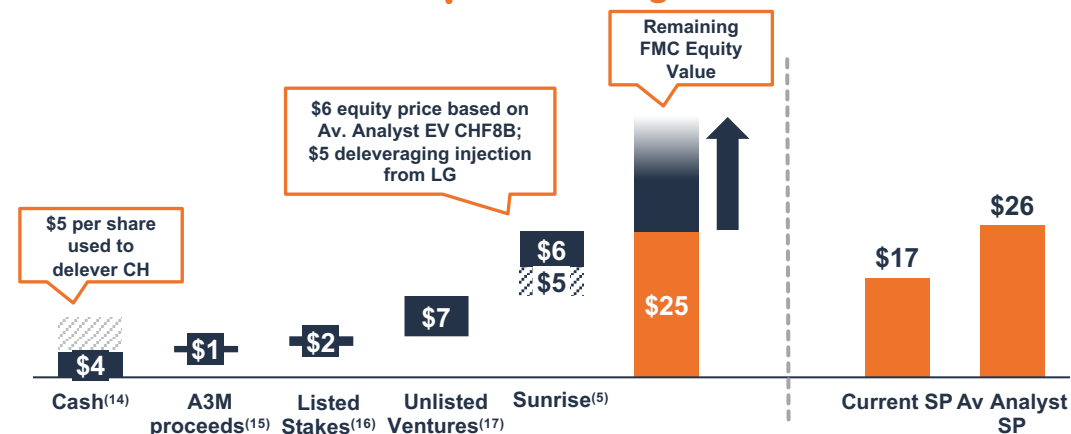 Remaining
FMC Equity
Value
$6 equity price based on
Av. Analyst EV CHF8B;
$5 deleveraging injection
from LG
$5 per share
used to
delever CH
$4
$1
$2
$7
$6
$5
$25
$17
$26
Cash(14)
A3M
proceeds(15)
Listed
Stakes(16)
Unlisted
Ventures(17)
Sunrise(5)
Current SP
Av Analyst
SP